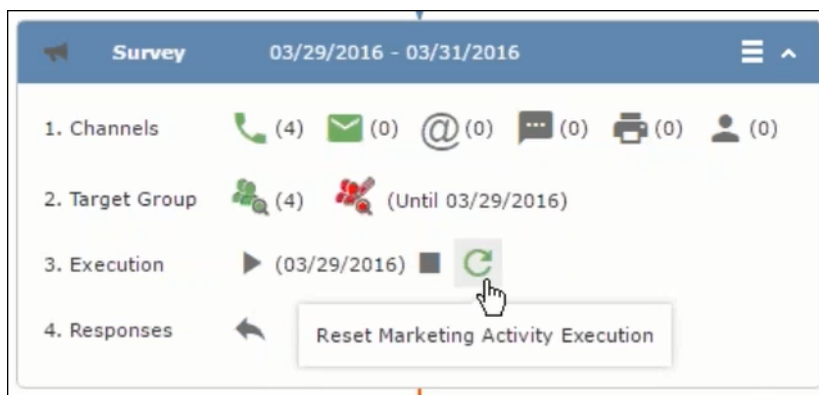 Survey 03/29/2016 - 03/31/2016
1. Channels (4) (0) @ (0) (0) (0) (0)
2. Target Group (4) (Until 03/29/2016)
3. Execution (03/29/2016)
4. Responses
Reset Marketing Activity Execution